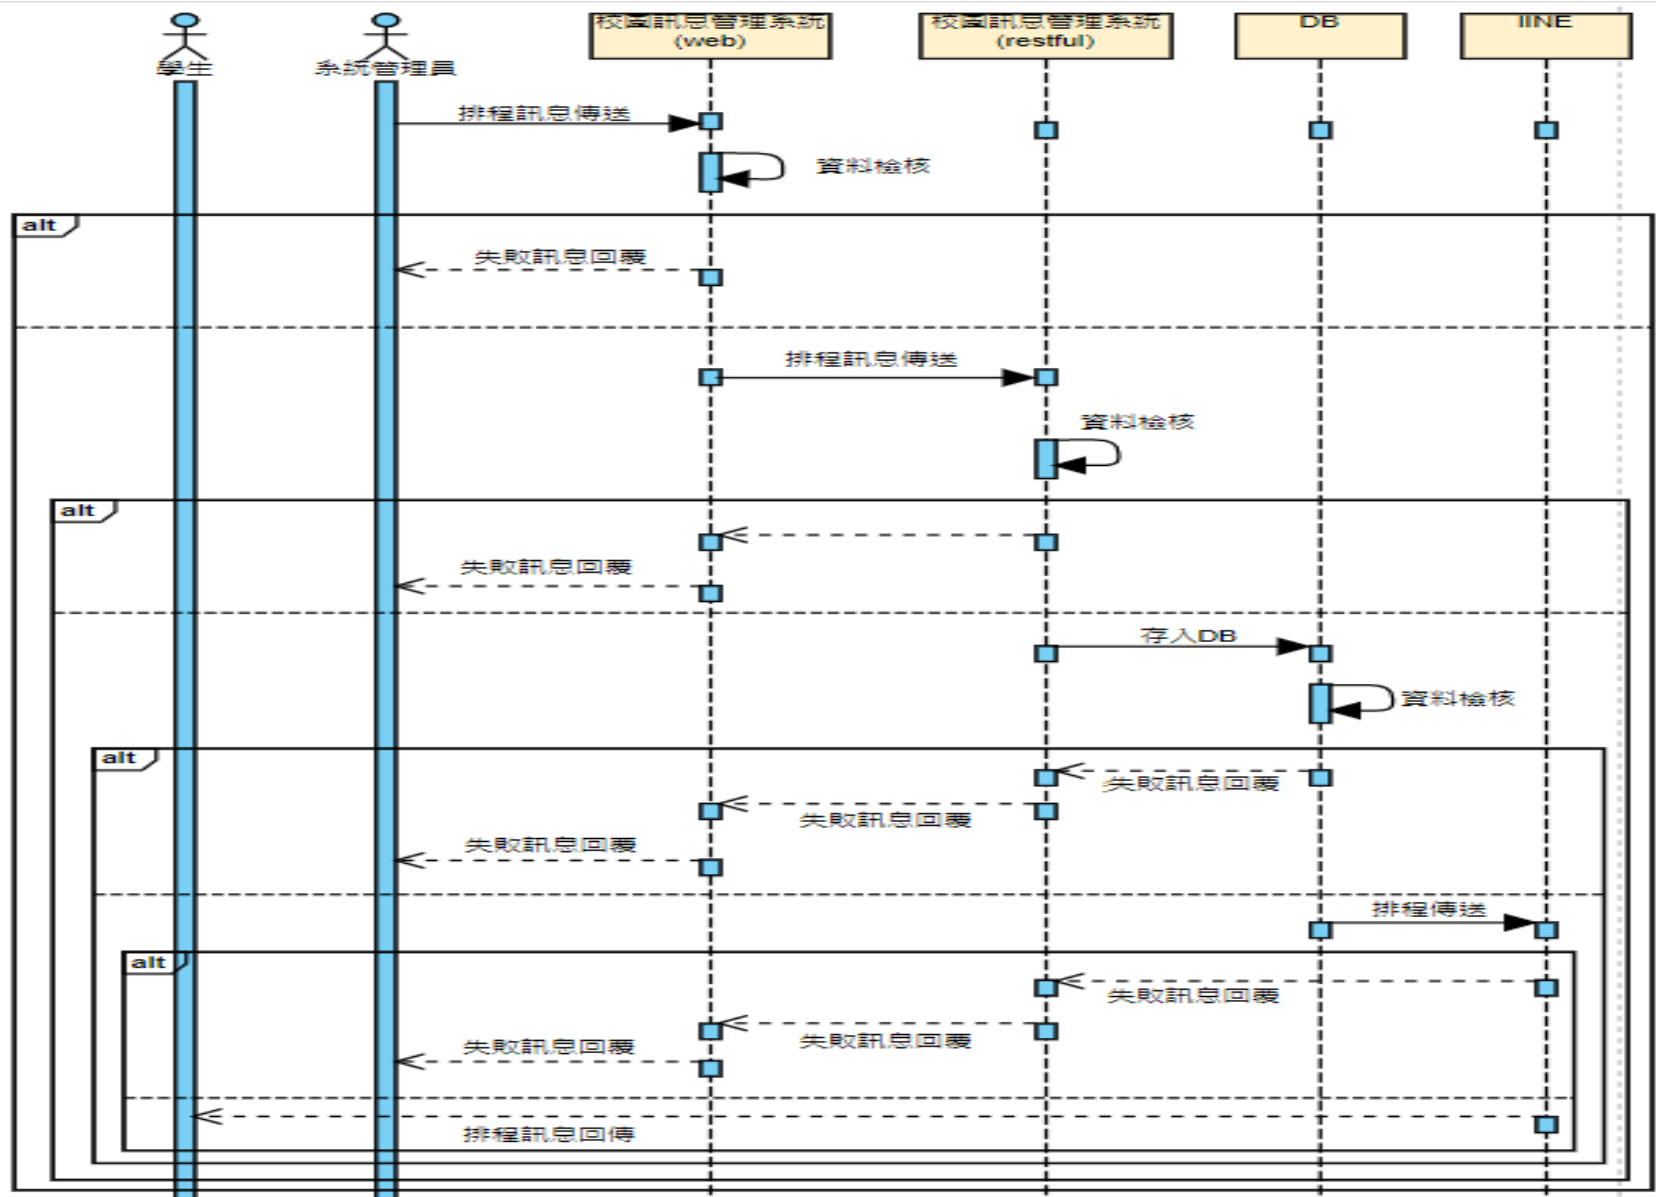 校園訊息管理系統
(web)
校園訊息管理系統
(restful)
DB
lINE
學生
系統管理員
排程訊息傳送
資料檢核
alt
失敗訊息回覆
排程訊息傳送
資料檢核
alt
失敗訊息回覆
存入DB
資料檢核
alt
失敗訊息回覆
失敗訊息回覆
失敗訊息回覆
排程傳送
alt
失敗訊息回覆
失敗訊息回覆
失敗訊息回覆
排程訊息回傳